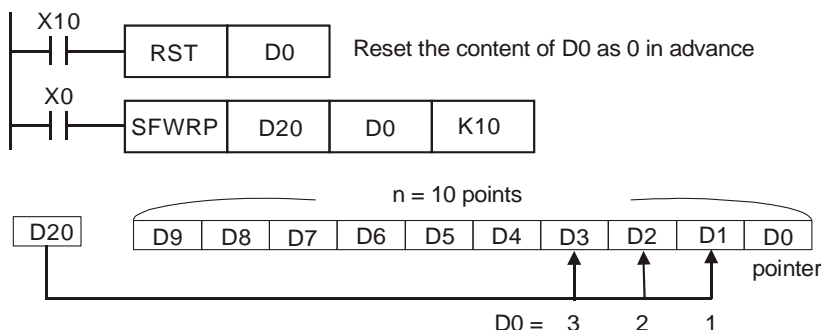 X10
RST D0 Reset the content of D0 as 0 in advance
X0
SFWRP D20 D0 K10
n = 10 points
D20 D9 D8 D7 D6 D5 D4 D3 D2 D1 D0
pointer
D0 = 3 2 1